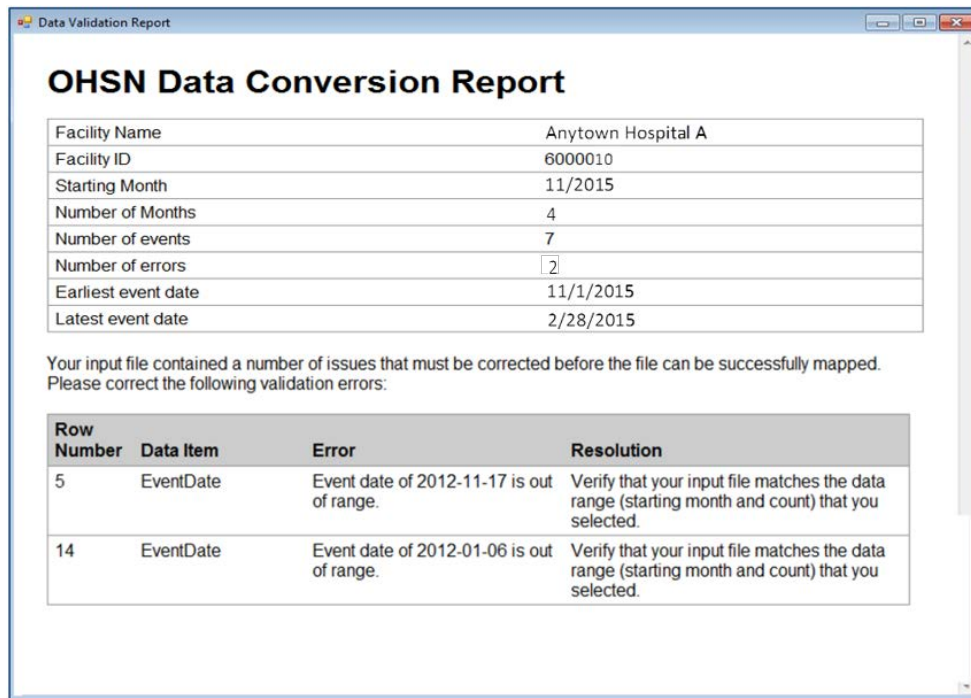 Data Validation Report
OHSN Data Conversion Report
Facility Name Anytown Hospital A
Facility ID 6000010
Starting Month 11/2015
Number of Months 4
Number of events 7
Number of errors 2
Earliest event date 11/1/2015
Latest event date 2/28/2015
Your input file contained a number of issues that must be corrected before the file can be successfully mapped.
Please correct the following validation errors:
Row
Number Data Item Error Resolution
5 EventDate Event date of 2012-11-17 is out Verify that your input file matches the data
of range. range (starting month and count) that you
selected.
14 EventDate Event date of 2012-01-06 is out Verify that your input file matches the data
of range. range (starting month and count) that you
selected.